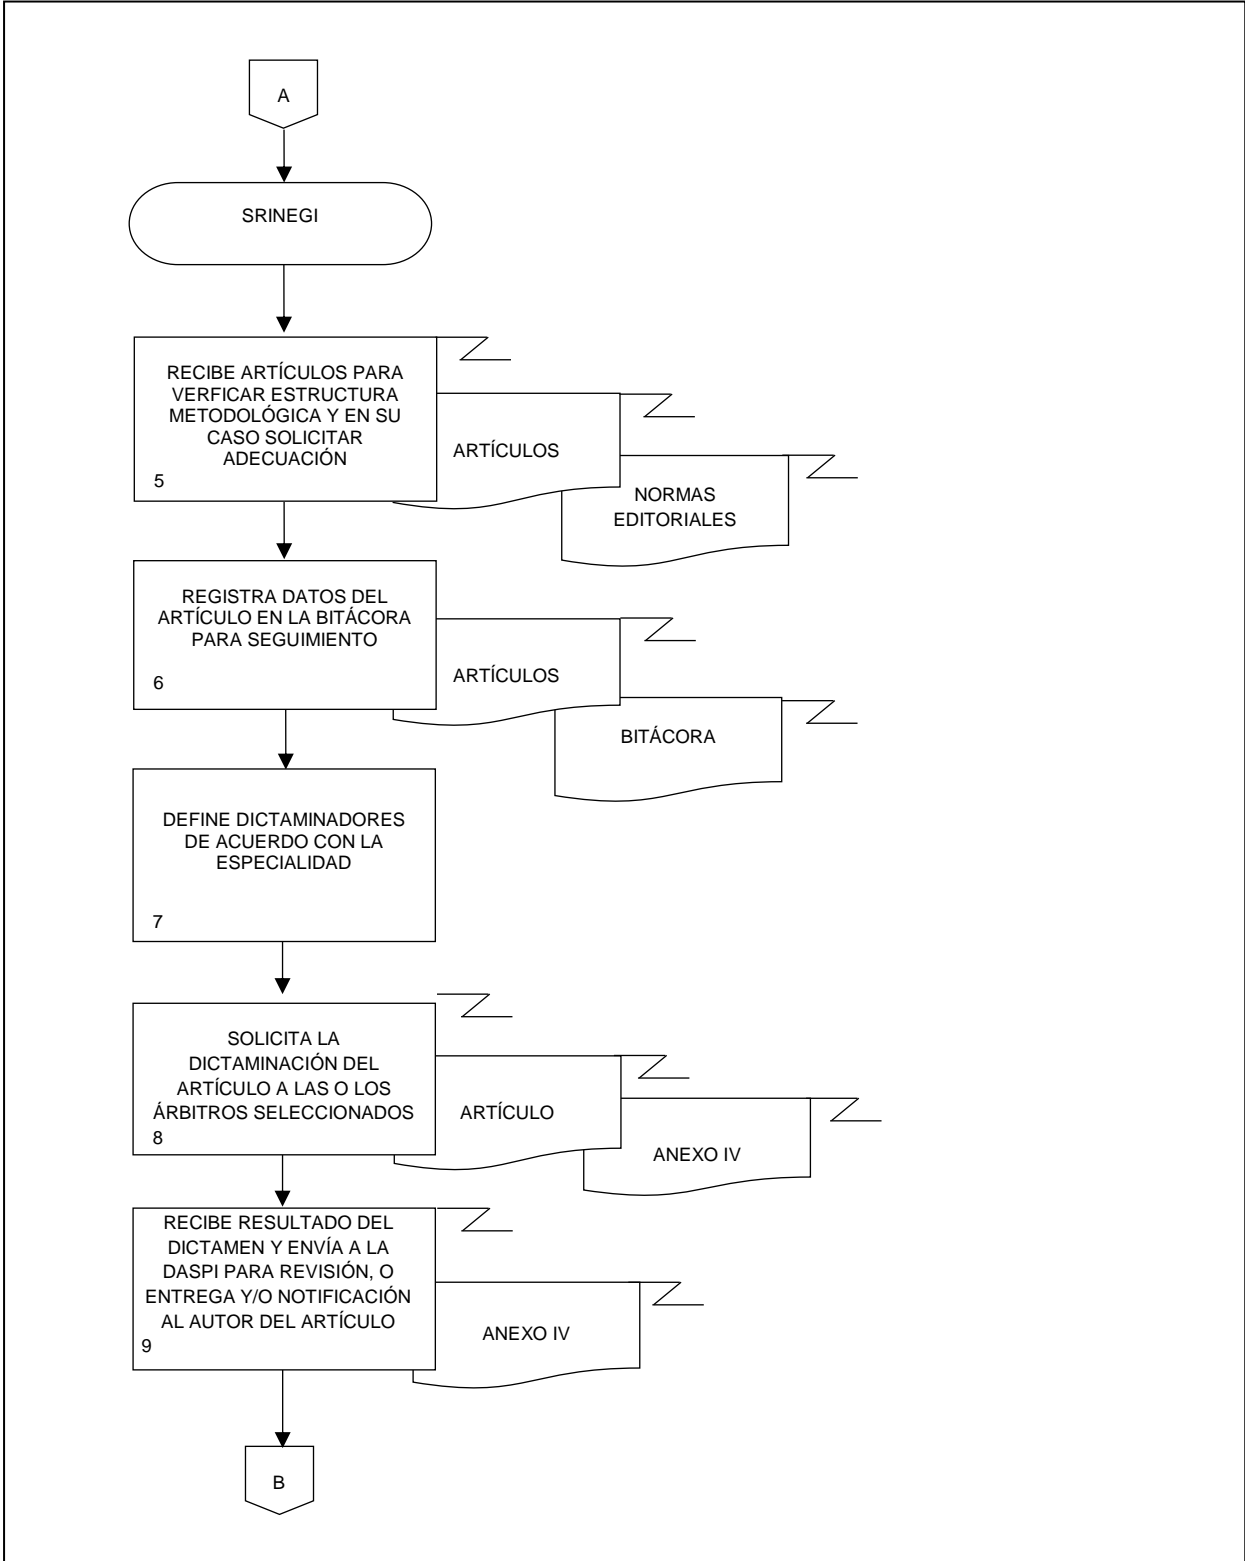 A
SRINEGI
RECIBE ARTÍCULOS PARA
VERFICAR ESTRUCTURA
METODOLÓGICA Y EN SU
CASO SOLICITAR
ADECUACIÓN
5
ARTÍCULOS
NORMAS
EDITORIALES
REGISTRA DATOS DEL
ARTÍCULO EN LA BITÁCORA
PARA SEGUIMIENTO
6
ARTÍCULOS
BITÁCORA
DEFINE DICTAMINADORES
DE ACUERDO CON LA
ESPECIALIDAD
7
SOLICITA LA
DICTAMINACIÓN DEL
ARTÍCULO A LAS O LOS
ÁRBITROS SELECCIONADOS
8
ARTÍCULO
ANEXO IV
RECIBE RESULTADO DEL
DICTAMEN Y ENVÍA A LA
DASPI PARA REVISIÓN, O
ENTREGA Y/O NOTIFICACIÓN
AL AUTOR DEL ARTÍCULO
9
ANEXO IV
B